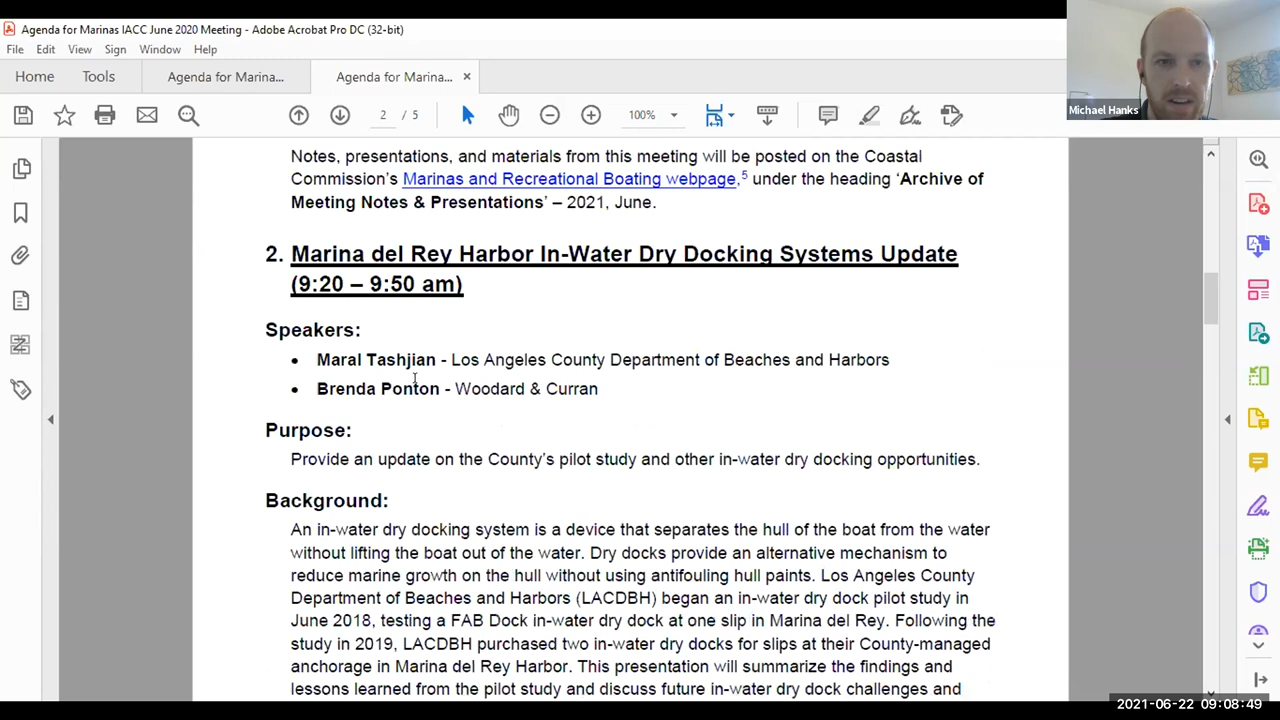 Agenda for Marinas IACC June 2020 Meeting - Adobe Acrobat Pro DC (32-bit)
File Edit View Sign Window Help
Home Tools Agenda for Marina... Agenda for Marina... ×
2 / 5 100%
Michael Hanks
Notes, presentations, and materials from this meeting will be posted on the Coastal
Commission's Marinas and Recreational Boating webpage,5 under the heading 'Archive of
Meeting Notes & Presentations' – 2021, June.
2. Marina del Rey Harbor In-Water Dry Docking Systems Update
(9:20 – 9:50 am)
Speakers:
• Maral Tashjian - Los Angeles County Department of Beaches and Harbors
• Brenda Ponton - Woodard & Curran
Purpose:
Provide an update on the County's pilot study and other in-water dry docking opportunities.
Background:
An in-water dry docking system is a device that separates the hull of the boat from the water
without lifting the boat out of the water. Dry docks provide an alternative mechanism to
reduce marine growth on the hull without using antifouling hull paints. Los Angeles County
Department of Beaches and Harbors (LACDBH) began an in-water dry dock pilot study in
June 2018, testing a FAB Dock in-water dry dock at one slip in Marina del Rey. Following the
study in 2019, LACDBH purchased two in-water dry docks for slips at their County-managed
anchorage in Marina del Rey Harbor. This presentation will summarize the findings and
lessons learned from the pilot study and discuss future in-water dry dock challenges and
2021-06-22 09:08:49